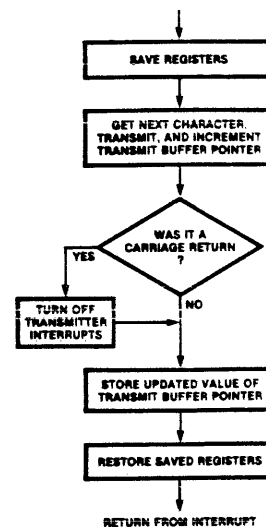 SAVE REGISTERS
GET NEXT CHARACTER,
TRANSMIT, AND INCREMENT
TRANSMIT BUFFER POINTER
WAS IT A
CARRIAGE RETURN
?
YES
NO
TURN OFF
TRANSMITTER
INTERRUPTS
STORE UPDATED VALUE OF
TRANSMIT BUFFER POINTER
RESTORE SAVED REGISTERS
RETURN FROM INTERRUPT